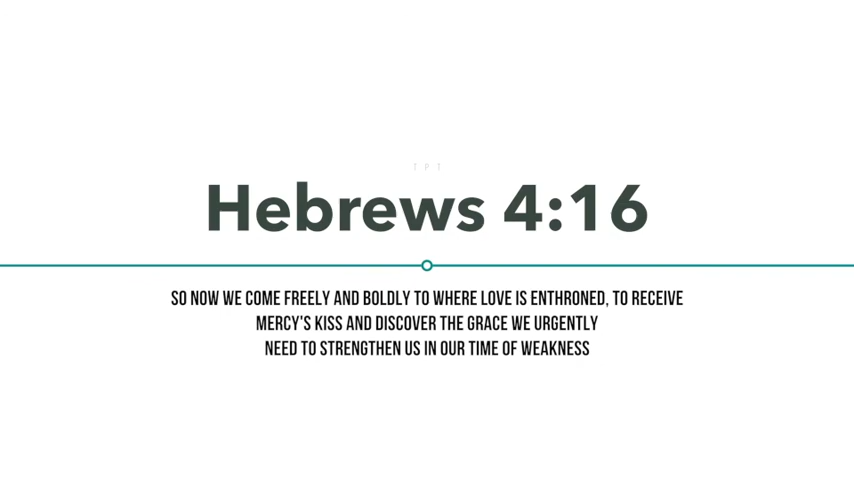 TPT
Hebrews 4:16
SO NOW WE COME FREELY AND BOLDLY TO WHERE LOVE IS ENTHRONED, TO RECEIVE
MERCY'S KISS AND DISCOVER THE GRACE WE URGENTLY
NEED TO STRENGTHEN US IN OUR TIME OF WEAKNESS